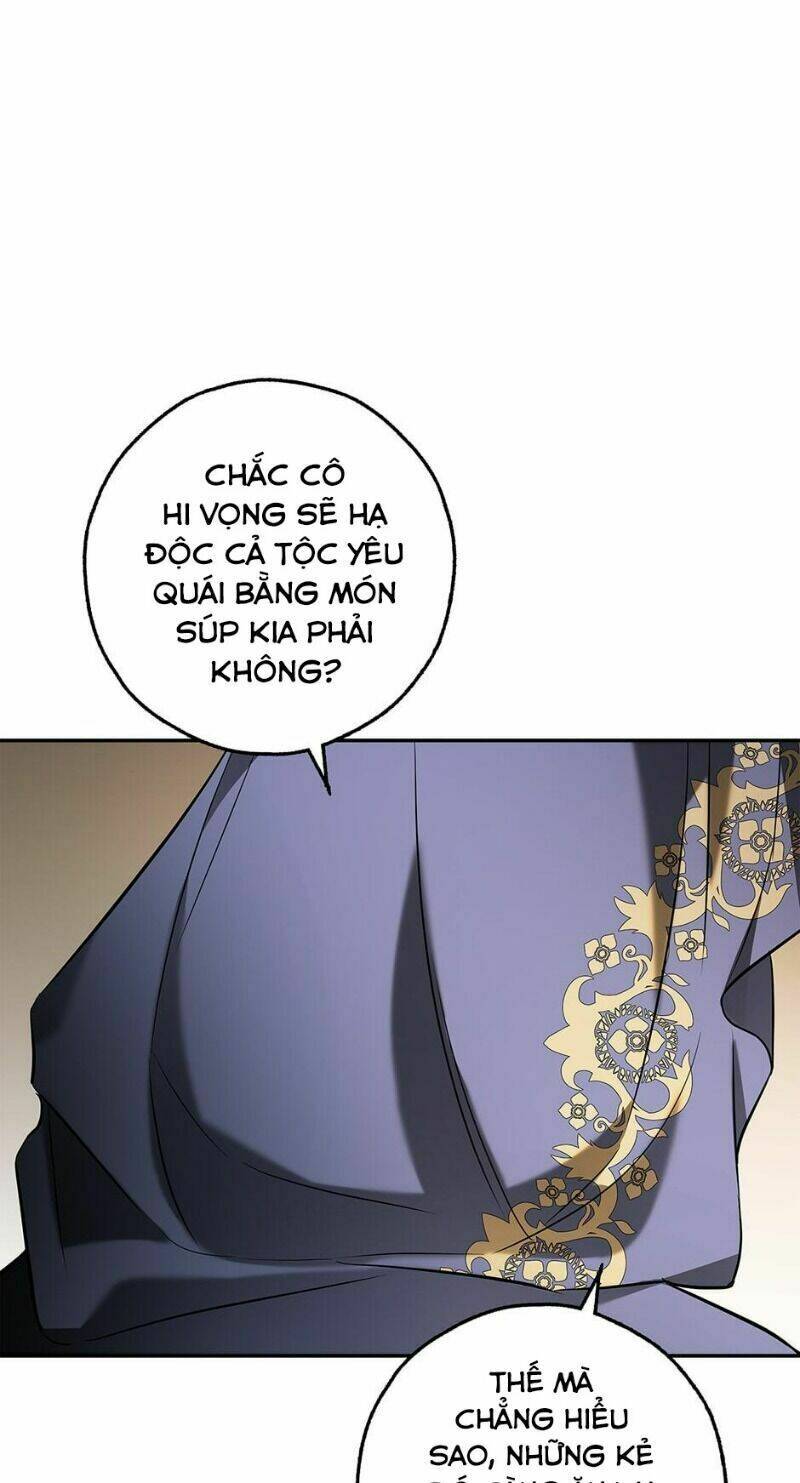 CHẮC CÔ
HI VỌNG SẼ HẠ
ĐỘC CẢ TỘC YÊU
QUÁI BẰNG MÓN
SÚP KIA PHẢI
KHÔNG?
THẾ MÀ
CHẲNG HIỂU
SAO, NHỮNG KẺ